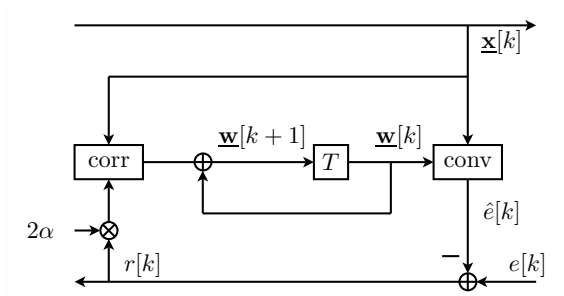 x[k]
w[k + 1]
w[k]
corr
T
conv
ê[k]
2α
−
r[k]
e[k]